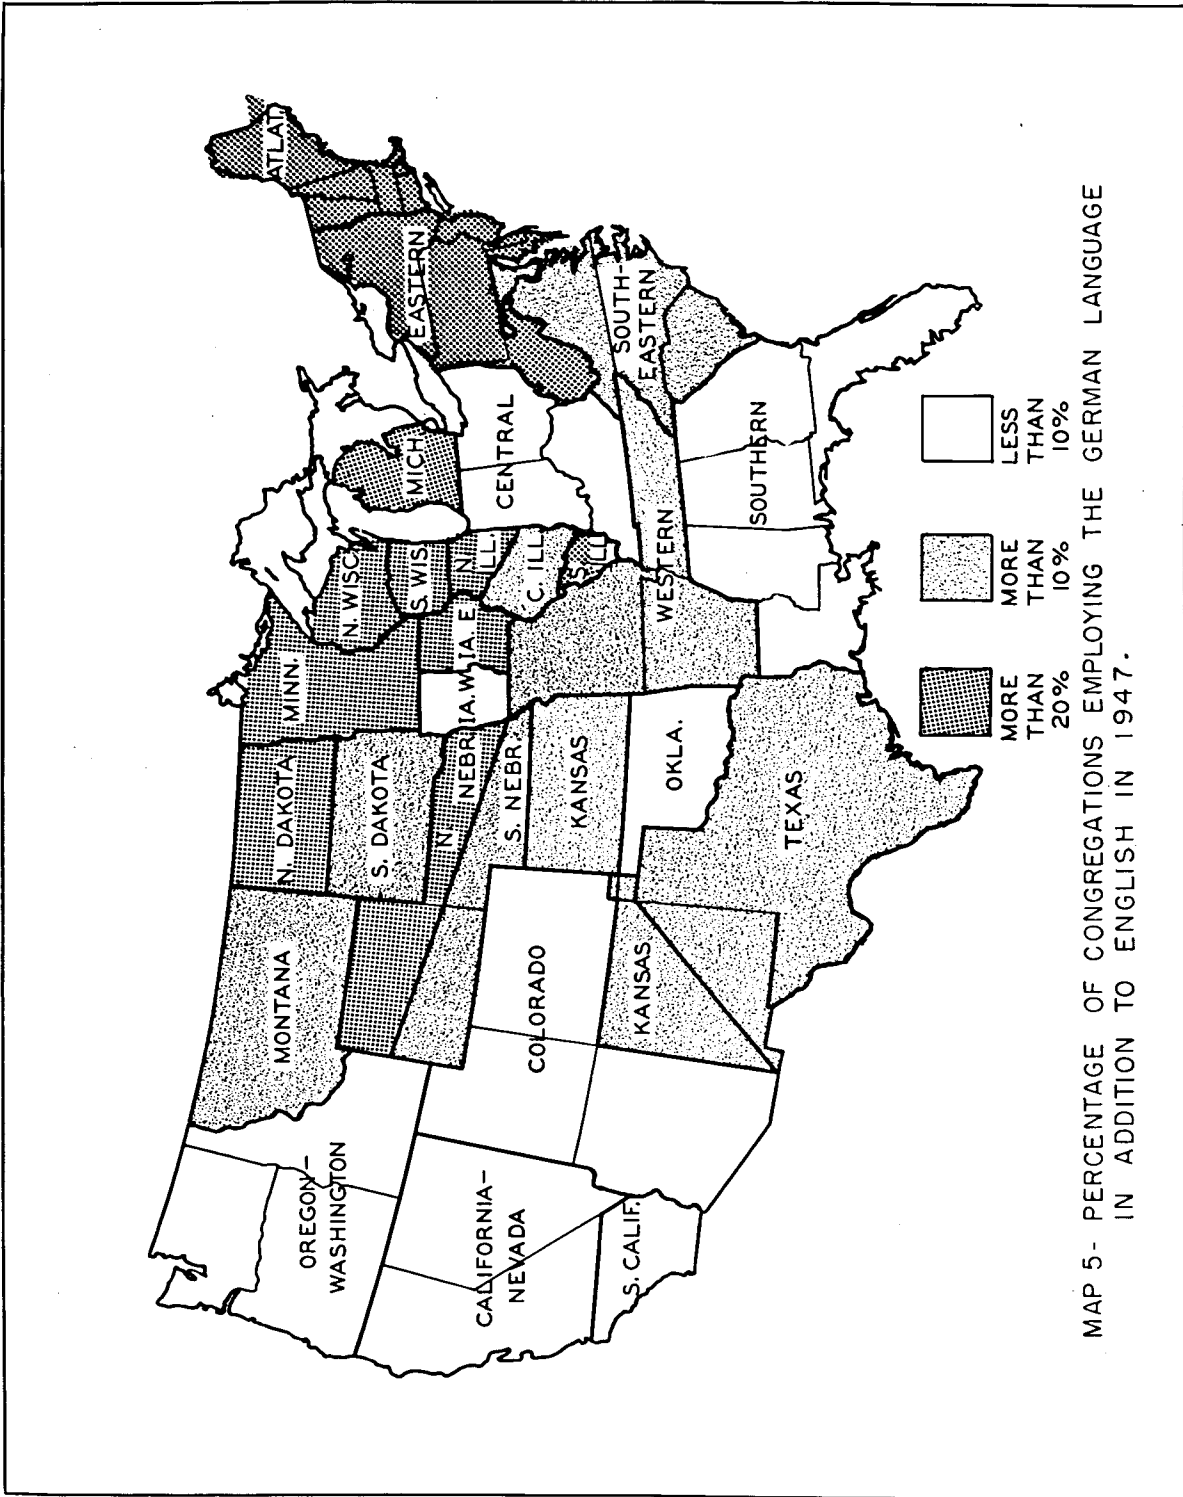 ATLAT.
EASTERN
SOUTH-
EASTERN
MICH.
CENTRAL
SOUTHERN
N. WISC.
S. WIS.
N.
ILL.
C. ILL.
S. ILL.
WESTERN
MINN.
IA. E.
IA. W.
N. DAKOTA
S. DAKOTA
N
NEBR.
S. NEBR.
KANSAS
OKLA.
TEXAS
MONTANA
COLORADO
KANSAS
OREGON-
WASHINGTON
CALIFORNIA-
NEVADA
S. CALIF.
MORE
THAN
20%
MORE
THAN
10%
LESS
THAN
10%
MAP 5- PERCENTAGE OF CONGREGATIONS EMPLOYING THE GERMAN LANGUAGE
IN ADDITION TO ENGLISH IN 1947.